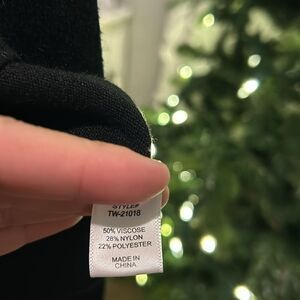 STYLE#
TW-21018
50% VISCOSE
28% NYLON
22% POLYESTER
MADE IN
CHINA